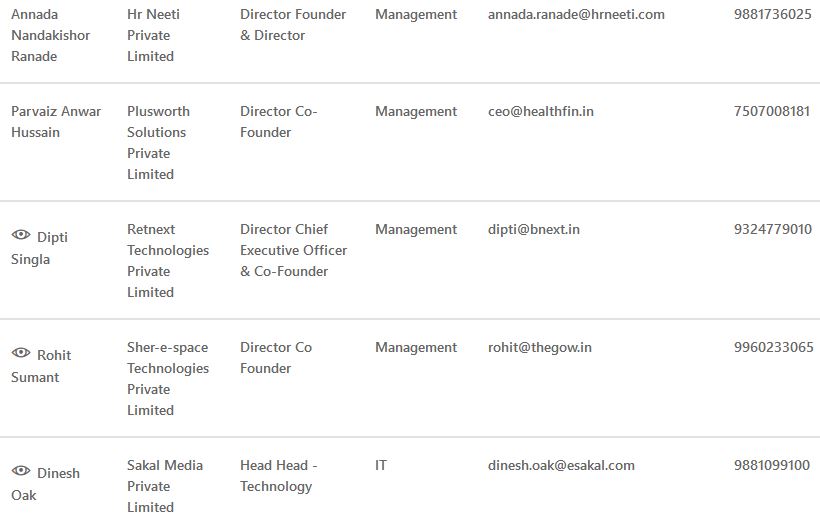 Annada Nandakishor Ranade
Hr Neeti Private Limited
Director Founder & Director
Management
annada.ranade@hrneeti.com
9881736025
Parvaiz Anwar Hussain
Plusworth Solutions Private Limited
Director Co-Founder
Management
ceo@healthfin.in
7507008181
Dipti Singla
Retnext Technologies Private Limited
Director Chief Executive Officer & Co-Founder
Management
dipti@bnext.in
9324779010
Rohit Sumant
Sher-e-space Technologies Private Limited
Director Co Founder
Management
rohit@thegow.in
9960233065
Dinesh Oak
Sakal Media Private Limited
Head Head - Technology
IT
dinesh.oak@esakal.com
9881099100